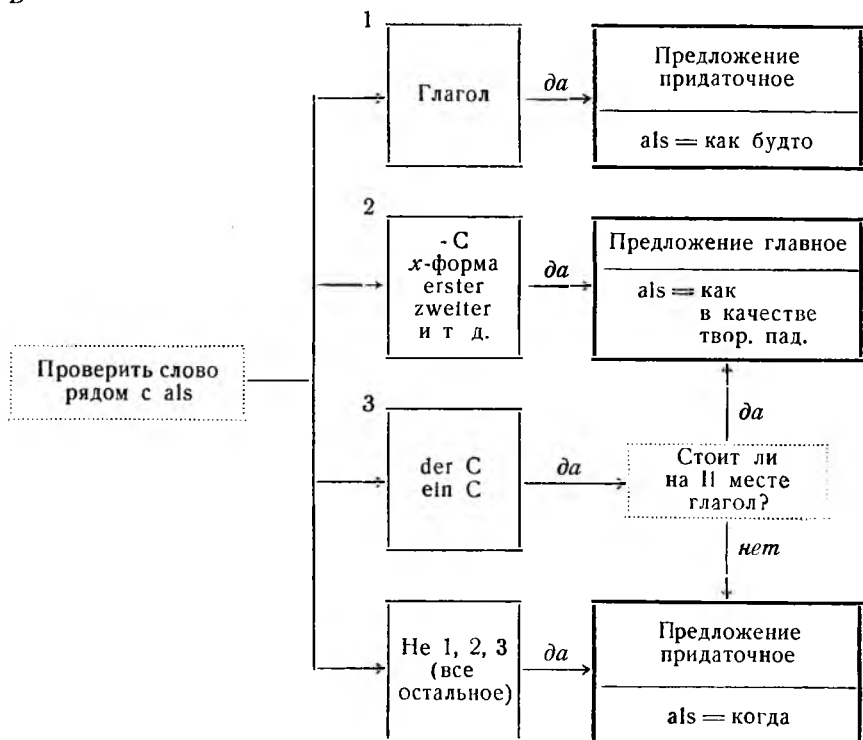 В
1
Глагол
да
Предложение
придаточное
als = как будто
2
- С
x-форма
erster
zweiter
и т д.
да
Предложение главное
als = как
в качестве
твор. пад.
Проверить слово
рядом с als
3
der C
ein C
да
да
Стоит ли
на II месте
глагол?
нет
Не 1, 2, 3
(все
остальное)
да
Предложение
придаточное
als = когда